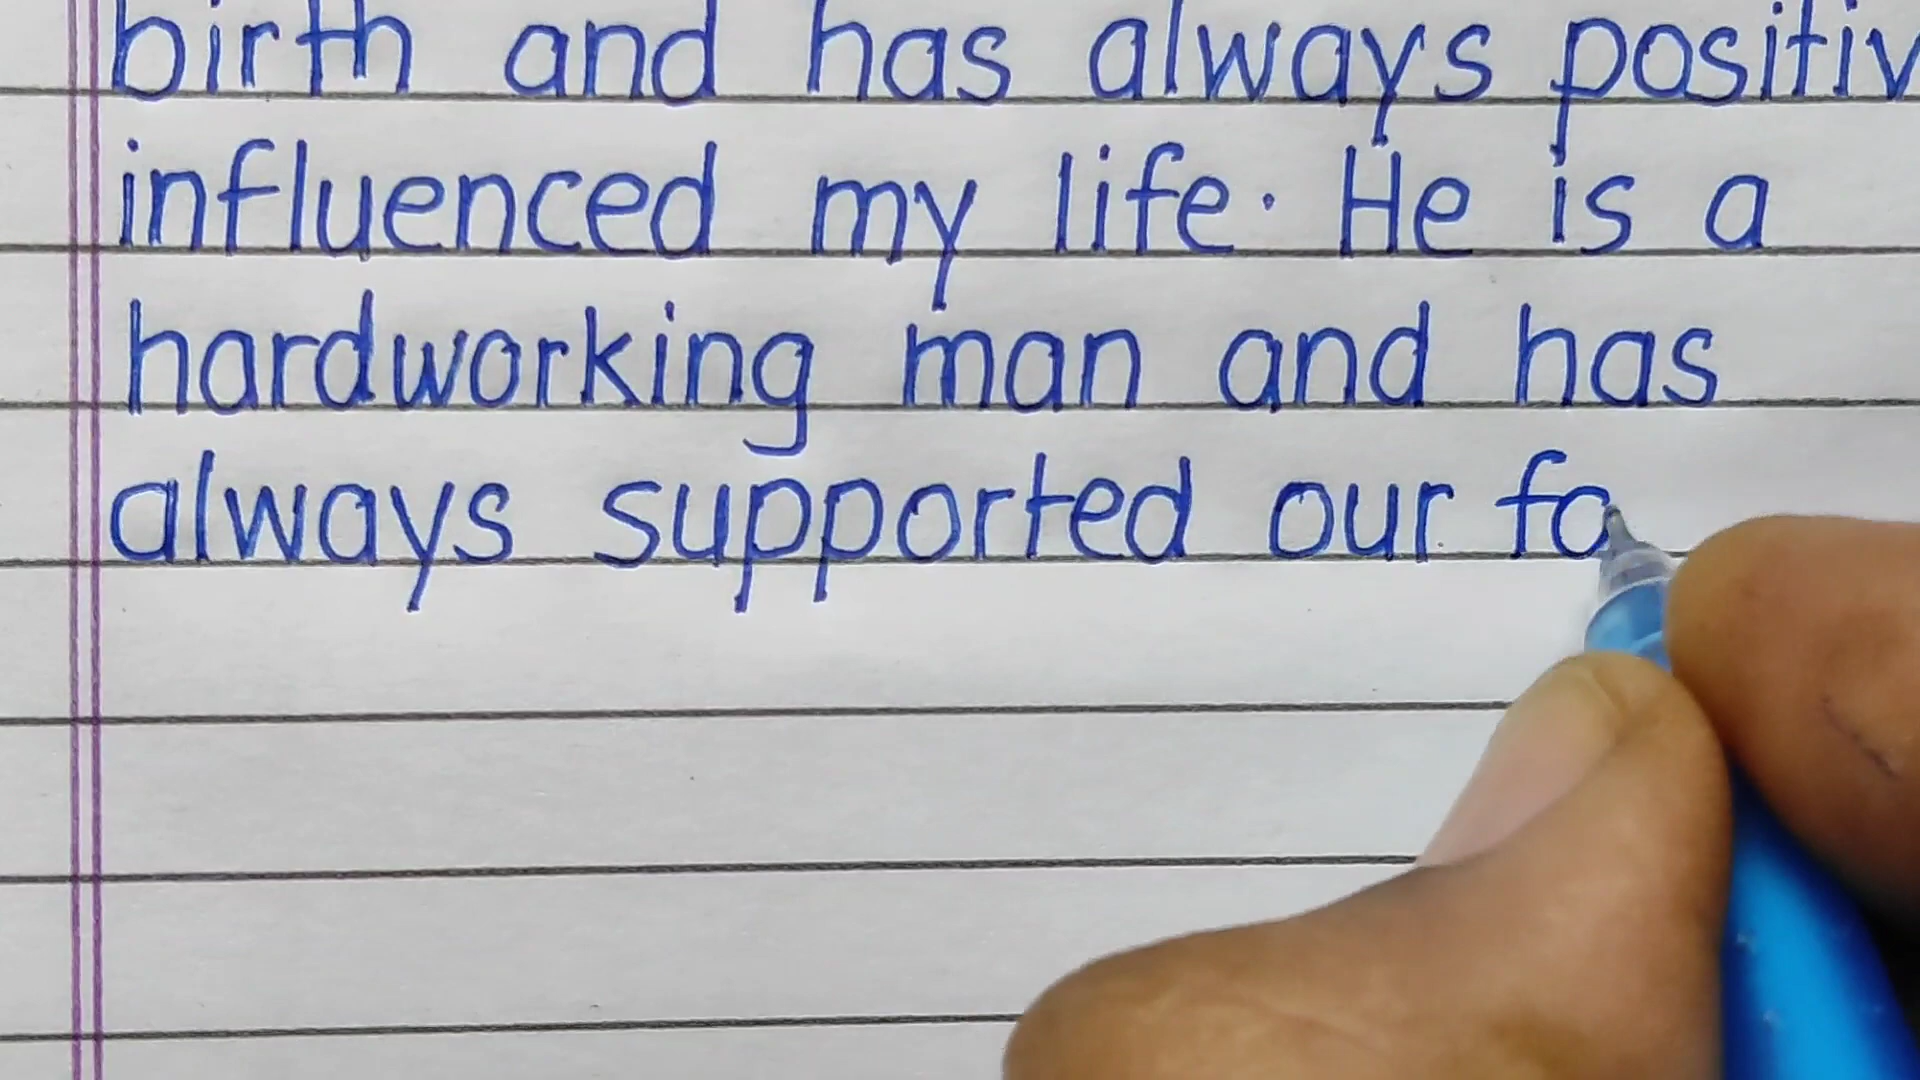 birth and has always positiv
influenced my life. He is a
hardworking man and has
always supported our fa